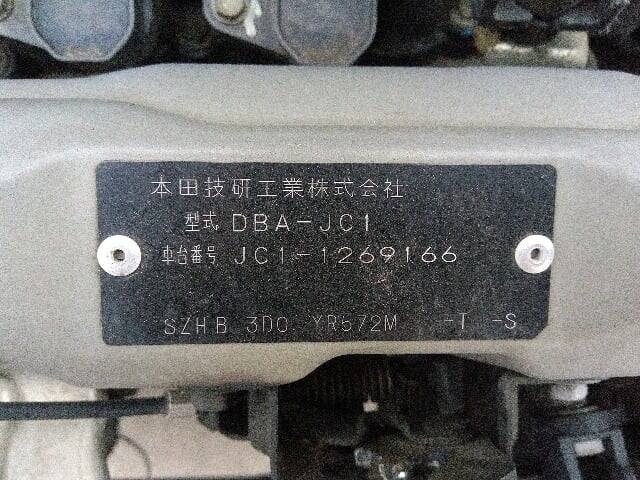 本田技研工業株式会社
型式 DBA-JC1
車台番号 JC1-1269166
SZHB 3D0 YR572M -T -S